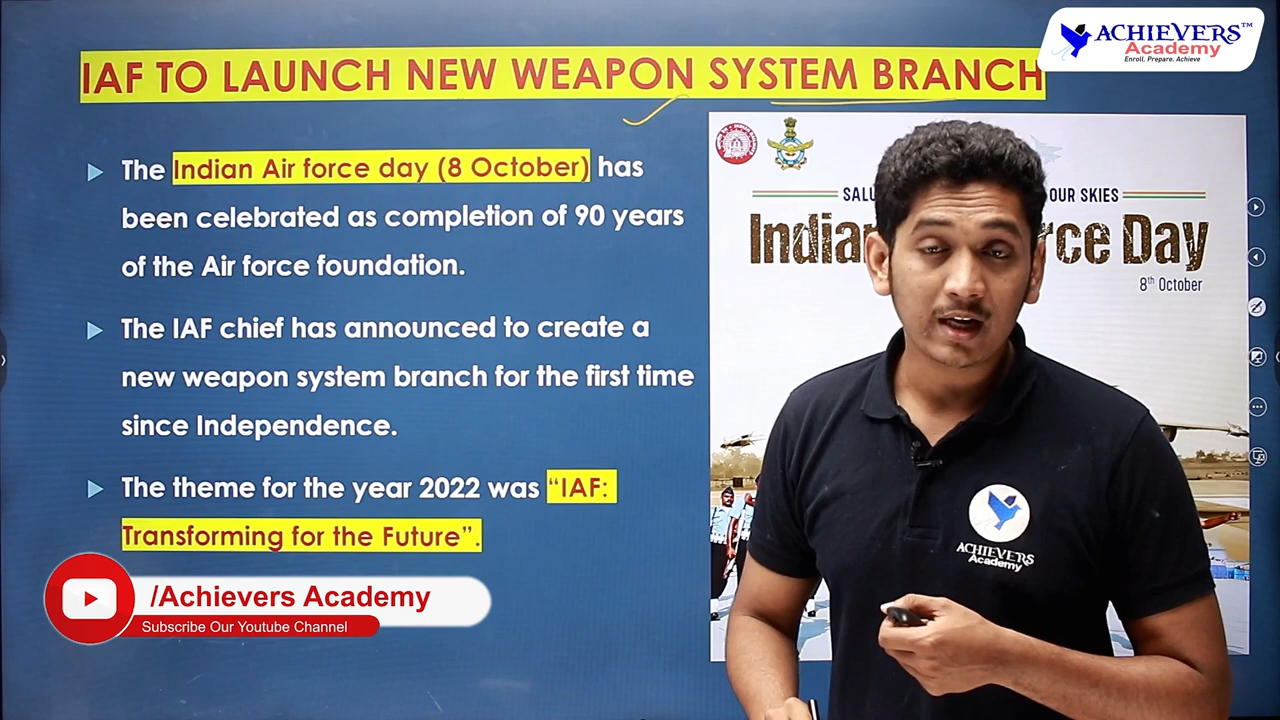 ACHIEVERS™
Academy
Enroll. Prepare. Achieve
IAF TO LAUNCH NEW WEAPON SYSTEM BRANCH
The Indian Air force day (8 October) has
been celebrated as completion of 90 years
of the Air force foundation.
The IAF chief has announced to create a
new weapon system branch for the first time
since Independence.
The theme for the year 2022 was “IAF:
Transforming for the Future”.
OUR SKIES
Indian
rce Day
8th October
ACHIEVERS
Academy
/Achievers Academy
Subscribe Our Youtube Channel